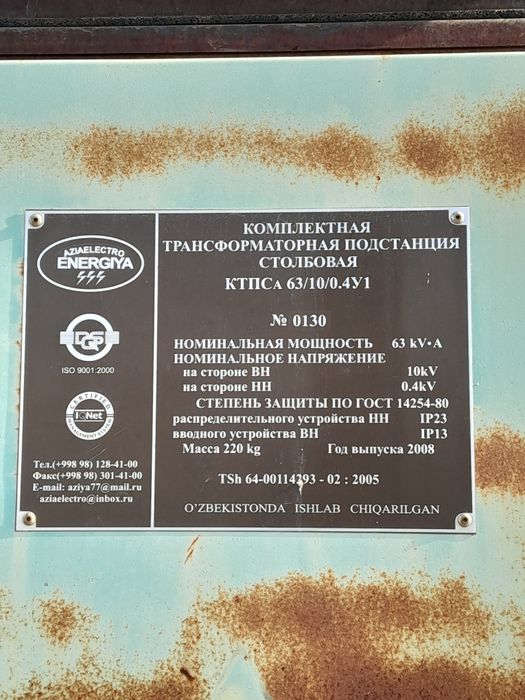 AZIAELECTRO
ENERGIYA
DQS
ISO 9001:2000
CERTIFIED
IQNet
MANAGEMENT SYSTEM
Тел.(+998 98) 128-41-00
Факс(+998 98) 301-41-00
E-mail: aziya77@mail.ru
aziaelectro@inbox.ru
КОМПЛЕКТНАЯ
ТРАНСФОРМАТОРНАЯ ПОДСТАНЦИЯ
СТОЛБОВАЯ
КТПСА 63/10/0.4У1
№ 0130
НОМИНАЛЬНАЯ МОЩНОСТЬ 63 kV•A
НОМИНАЛЬНОЕ НАПРЯЖЕНИЕ
на стороне ВН 10kV
на стороне НН 0.4kV
СТЕПЕНЬ ЗАЩИТЫ ПО ГОСТ 14254-80
распределительного устройства НН IP23
вводного устройства ВН IP13
Масса 220 kg Год выпуска 2008
TSh 64-00114293 - 02 : 2005
O'ZBEKISTONDA ISHLAB CHIQARILGAN